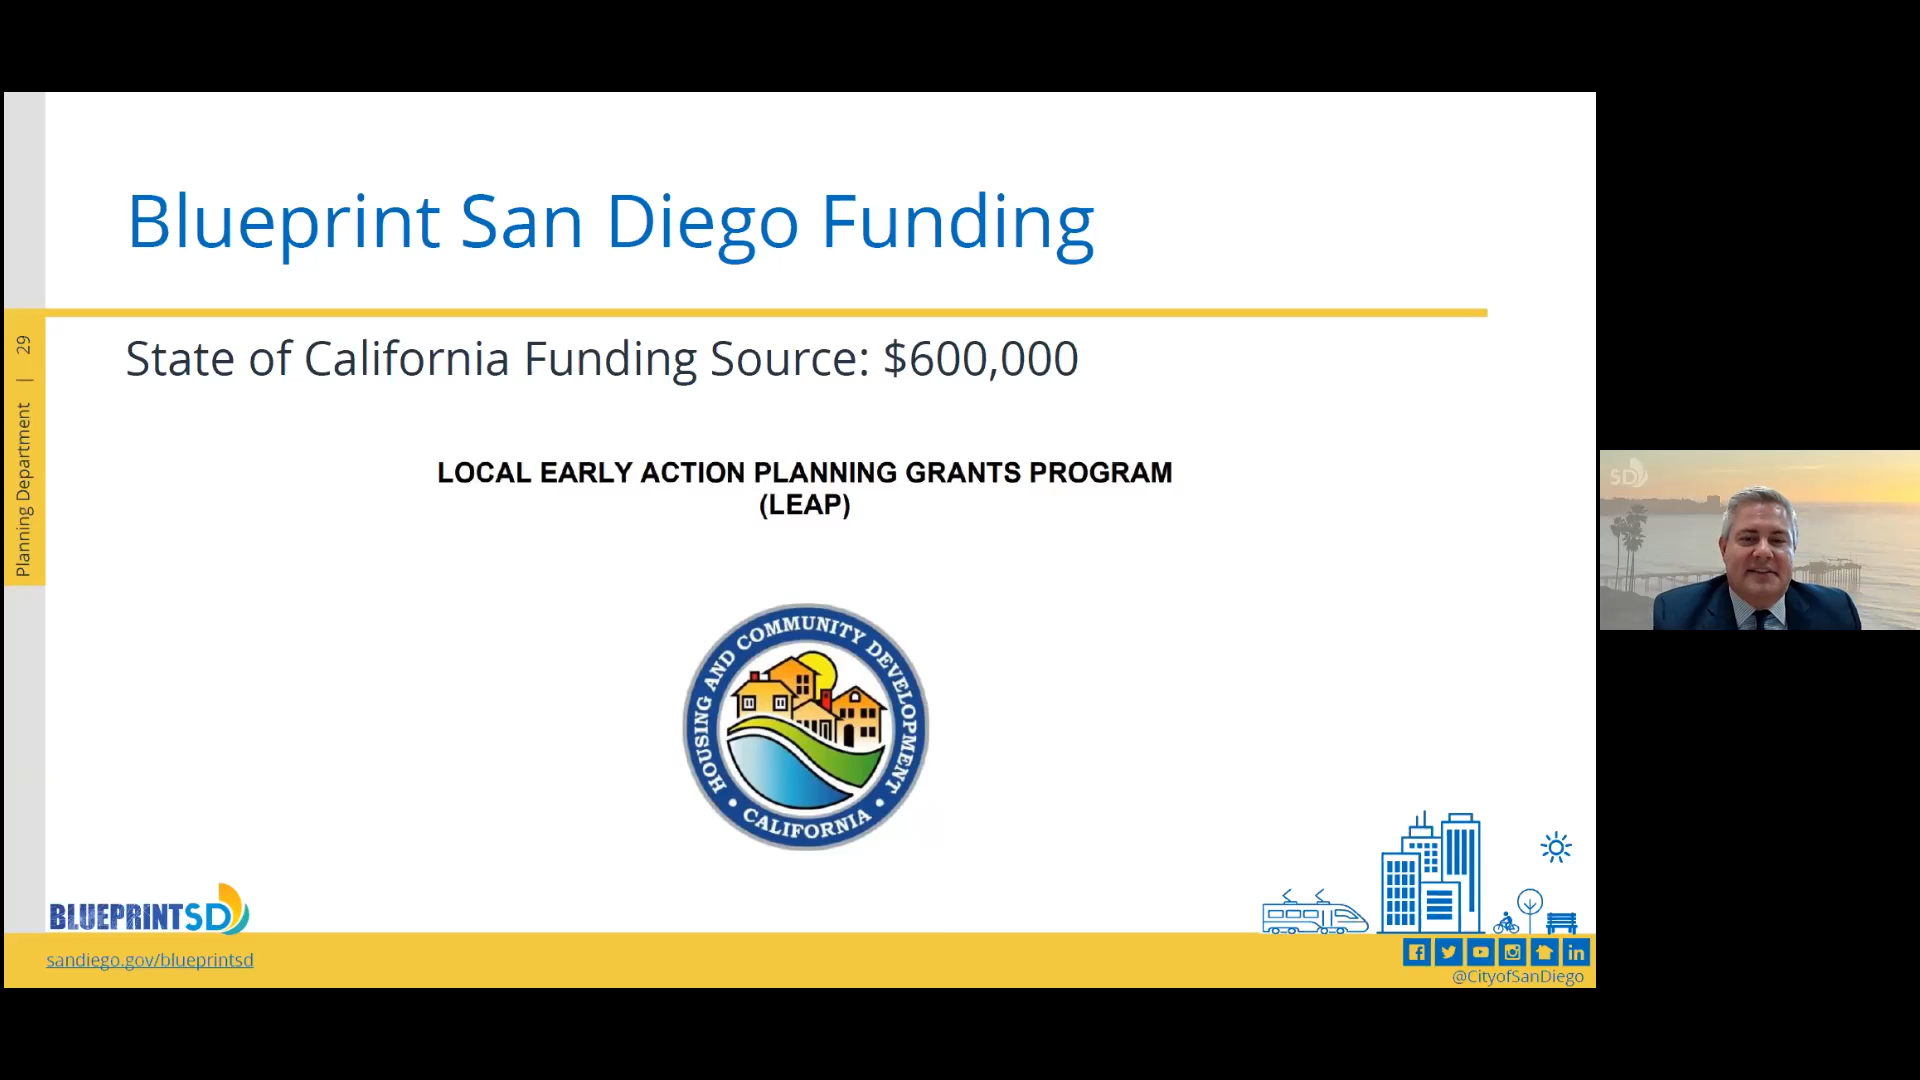 Blueprint San Diego Funding
29
|
Planning Department
State of California Funding Source: $600,000
LOCAL EARLY ACTION PLANNING GRANTS PROGRAM
(LEAP)
HOUSING AND COMMUNITY DEVELOPMENT
• CALIFORNIA •
BLUEPRINTSD
sandiego.gov/blueprintsd
@CityofSanDiego
SD